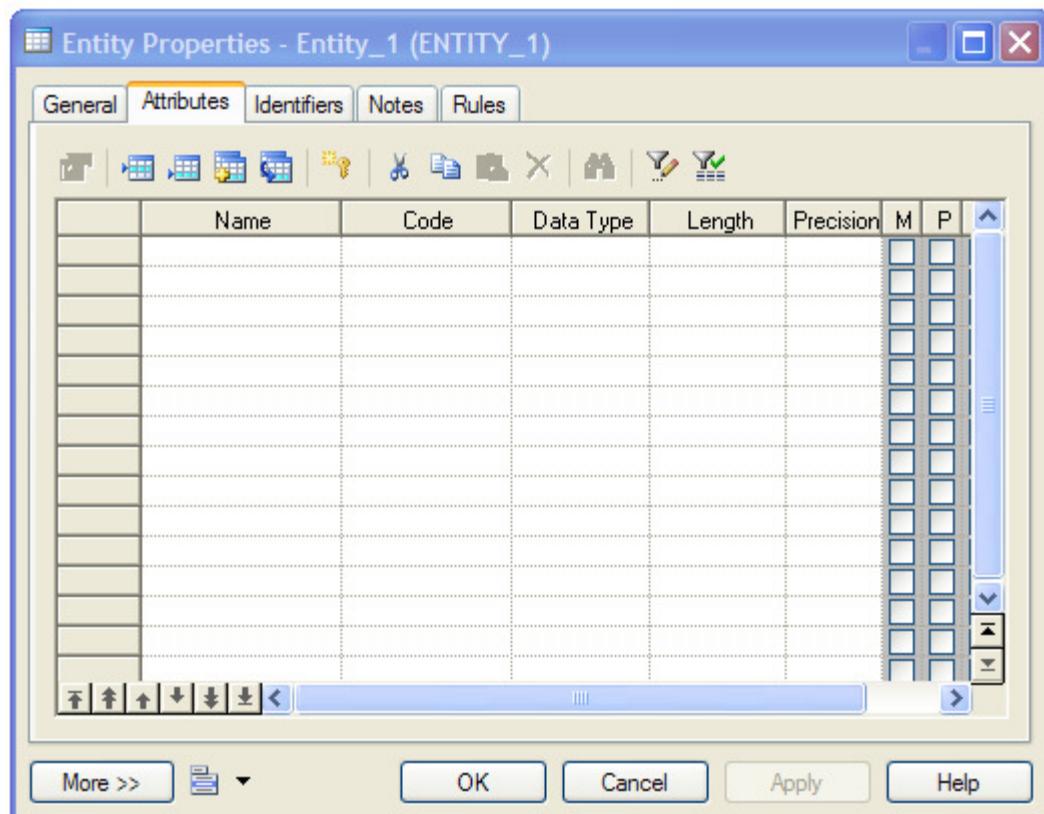 Entity Properties - Entity_1 (ENTITY_1)
General Attributes Identifiers Notes Rules
Name Code Data Type Length Precision M P
More >> OK Cancel Apply Help